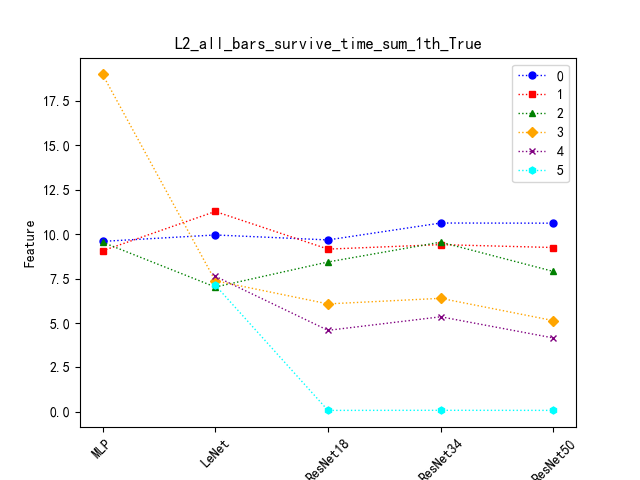 L2_all_bars_survive_time_sum_1th_True
0
1
2
3
4
5
17.5
15.0
12.5
10.0
7.5
5.0
2.5
0.0
Feature
MLP
LeNet
ResNet18
ResNet34
ResNet50